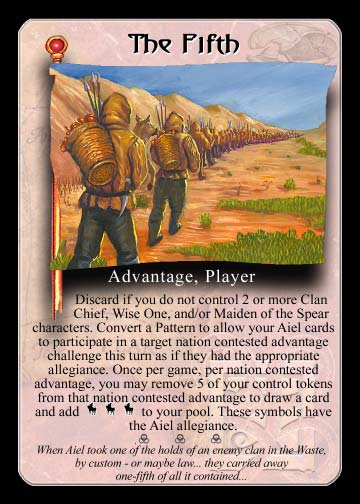 The Fifth
Advantage, Player
Discard if you do not control 2 or more Clan
Chief, Wise One, and/or Maiden of the Spear
characters. Convert a Pattern to allow your Aiel cards
to participate in a target nation contested advantage
challenge this turn as if they had the appropriate
allegiance. Once per game, per nation contested
advantage, you may remove 5 of your control tokens
from that nation contested advantage to draw a card
and add to your pool. These symbols have
the Aiel allegiance.
When Aiel took one of the holds of an enemy clan in the Waste,
by custom - or maybe law... they carried away
one-fifth of all it contained...